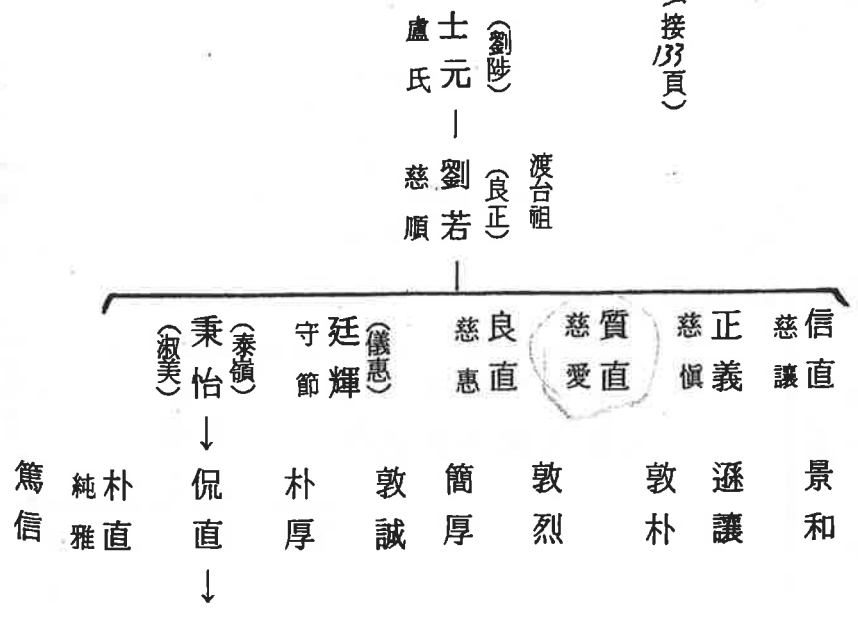 接133頁)
(劉陟)
士元
盧氏
渡台祖
(良正)
劉若
慈順
信直
慈讓
正義
慈慎
質直
慈愛
良直
慈惠
(儀惠)
廷輝
守節
(泰嶺)
秉怡
(淑美)
景和
遜讓
敦朴
敦烈
簡厚
敦誠
朴厚
侃直
朴直
純雅
篤信